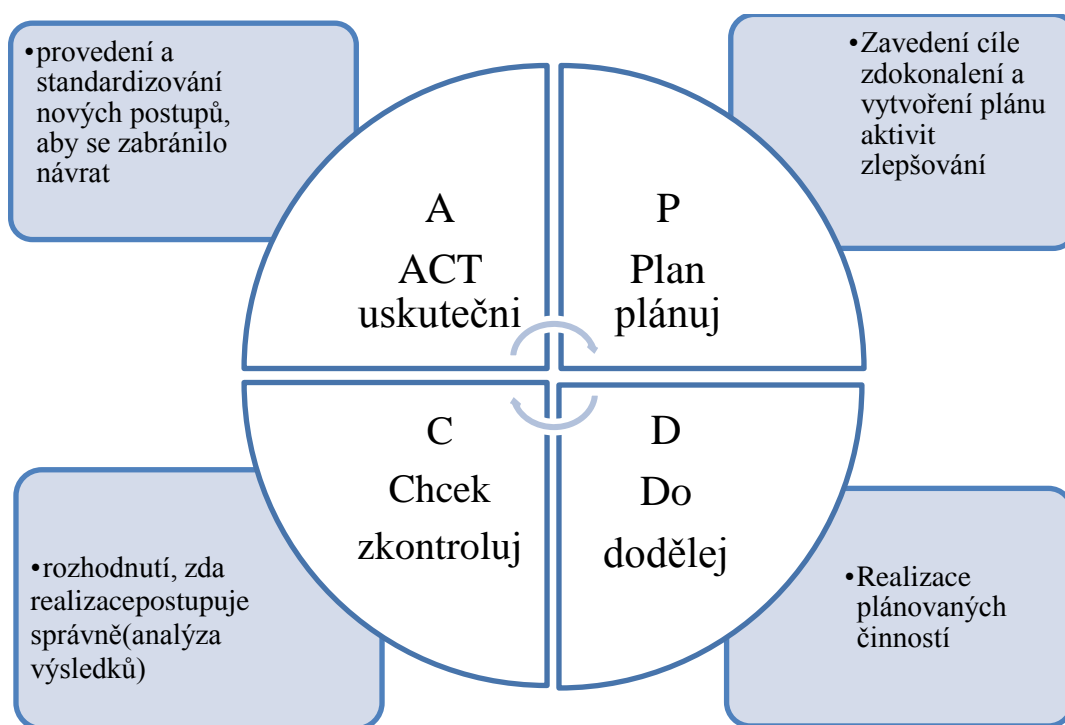 •provedení a
standardizování
nových postupů,
aby se zabránilo
návrat
•Zavedení cíle
zdokonalení a
vytvoření plánu
aktivit
zlepšování
A
ACT
uskutečni
P
Plan
plánuj
C
Chcek
zkontroluj
D
Do
dodělej
•rozhodnutí, zda
realizacepostupuje
správně(analýza
výsledků)
•Realizace
plánovaných
činností